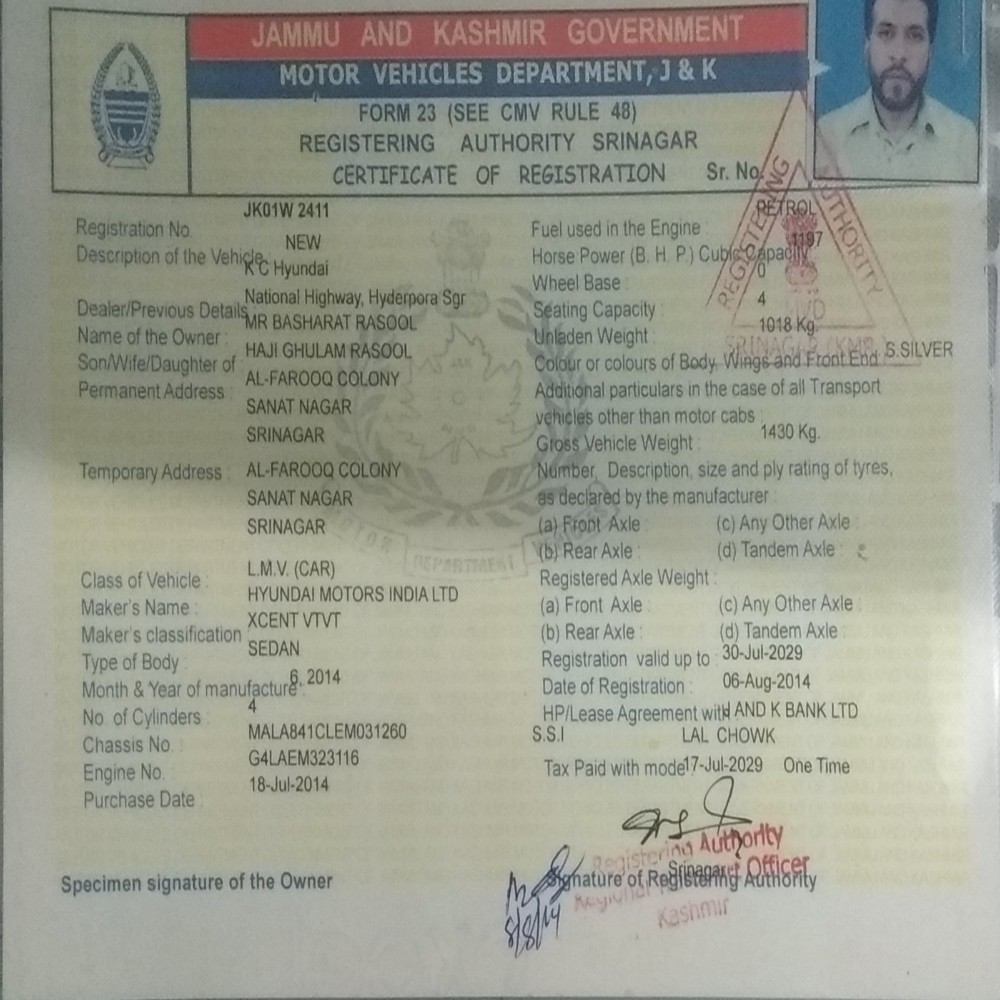 JAMMU AND KASHMIR GOVERNMENT
MOTOR VEHICLES DEPARTMENT, J & K
FORM 23 (SEE CMV RULE 48)
REGISTERING AUTHORITY SRINAGAR
CERTIFICATE OF REGISTRATION Sr. No.
Registration No. JK01W 2411
Description of the Vehicle NEW
K C Hyundai
Dealer/Previous Details National Highway, Hyderpora Sgr
Name of the Owner : MR BASHARAT RASOOL
Son/Wife/Daughter of HAJI GHULAM RASOOL
Permanent Address : AL-FAROOQ COLONY
SANAT NAGAR
SRINAGAR
Temporary Address : AL-FAROOQ COLONY
SANAT NAGAR
SRINAGAR
Class of Vehicle : L.M.V. (CAR)
Maker's Name : HYUNDAI MOTORS INDIA LTD
Maker's classification XCENT VTVT
Type of Body : SEDAN
Month & Year of manufacture 6, 2014
No. of Cylinders : 4
Chassis No. : MALA841CLEM031260
Engine No. G4LAEM323116
Purchase Date : 18-Jul-2014
Fuel used in the Engine : PETROL
Horse Power (B. H. P.) Cubic Capacity 1197
Wheel Base : 0
Seating Capacity : 4
Unladen Weight : 1018 Kg.
Colour or colours of Body, Wings and Front End S.SILVER
Additional particulars in the case of all Transport
vehicles other than motor cabs :
Gross Vehicle Weight : 1430 Kg.
Number, Description, size and ply rating of tyres,
as declared by the manufacturer :
(a) Front Axle : (c) Any Other Axle :
(b) Rear Axle : (d) Tandem Axle :
Registered Axle Weight :
(a) Front Axle : (c) Any Other Axle :
(b) Rear Axle : (d) Tandem Axle :
Registration valid up to : 30-Jul-2029
Date of Registration : 06-Aug-2014
HP/Lease Agreement with AND K BANK LTD
S.S.I LAL CHOWK
Tax Paid with mode 17-Jul-2029 One Time
Specimen signature of the Owner
Signature of Registering Authority
Srinagar
REGISTERING AUTHORITY
SRINAGAR (KMR)
Registering Authority
Regional Officer
Kashmir
8/8/14
MOTOR DEPARTMENT